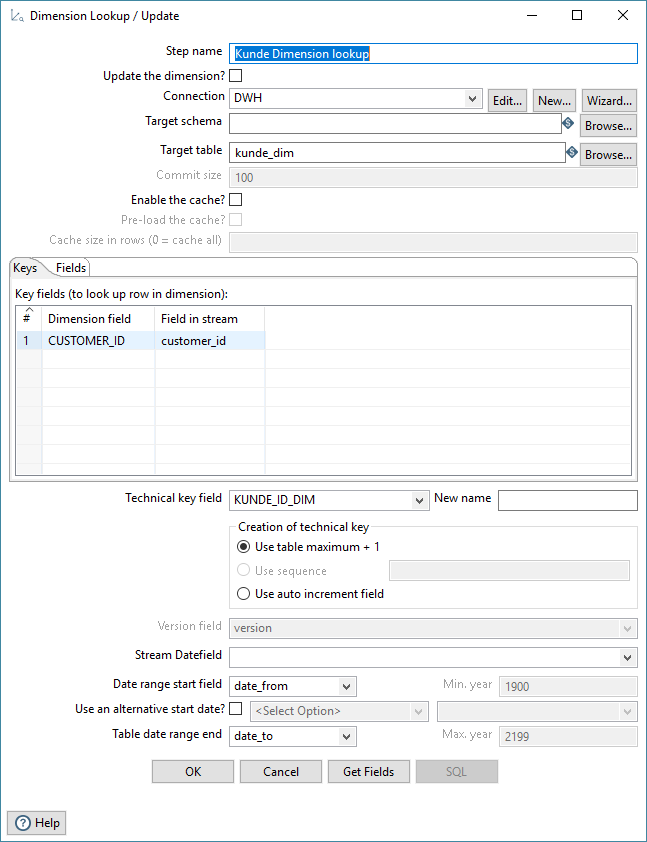 Dimension Lookup / Update
Step name Kunde Dimension lookup
Update the dimension?
Connection DWH Edit... New... Wizard...
Target schema S Browse...
Target table kunde_dim S Browse...
Commit size 100
Enable the cache?
Pre-load the cache?
Cache size in rows (0 = cache all)
Keys Fields
Key fields (to look up row in dimension):
# Dimension field Field in stream
1 CUSTOMER_ID customer_id
Technical key field KUNDE_ID_DIM New name
Creation of technical key
Use table maximum + 1
Use sequence
Use auto increment field
Version field version
Stream Datefield
Date range start field date_from Min. year 1900
Use an alternative start date? <Select Option>
Table date range end date_to Max. year 2199
OK Cancel Get Fields SQL
? Help